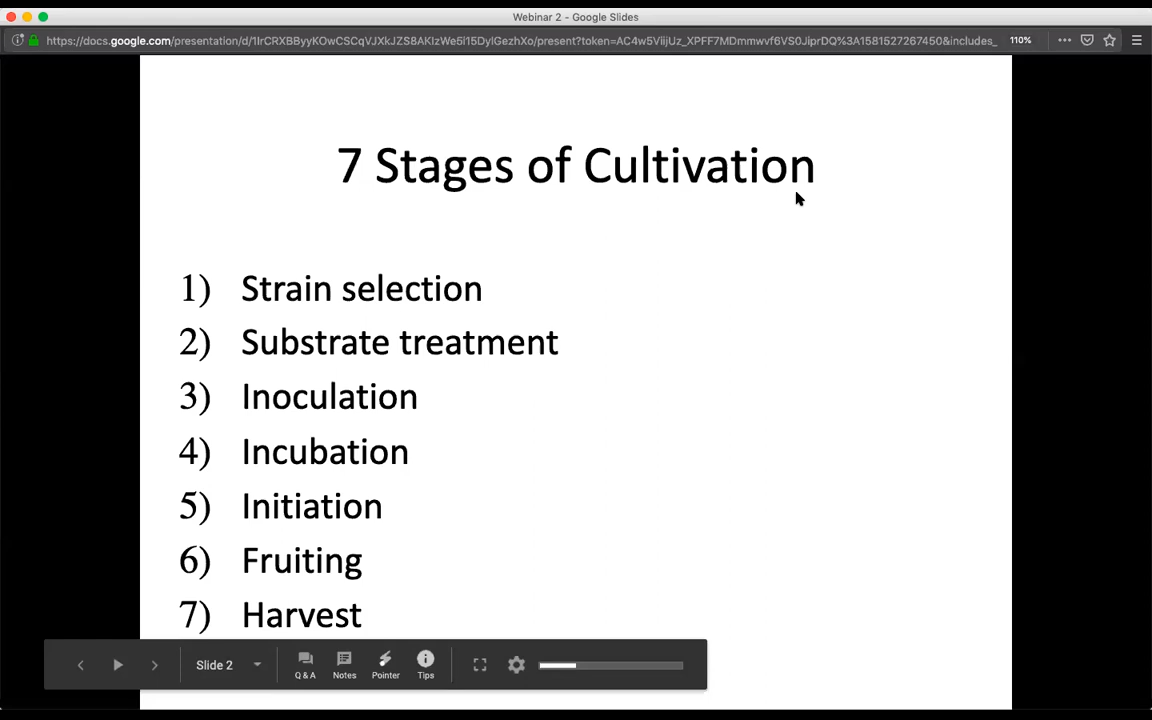 Webinar 2 - Google Slides
110%
7 Stages of Cultivation
1) Strain selection
2) Substrate treatment
3) Inoculation
4) Incubation
5) Initiation
6) Fruiting
7) Harvest
Slide 2
Q & A
Notes
Pointer
Tips